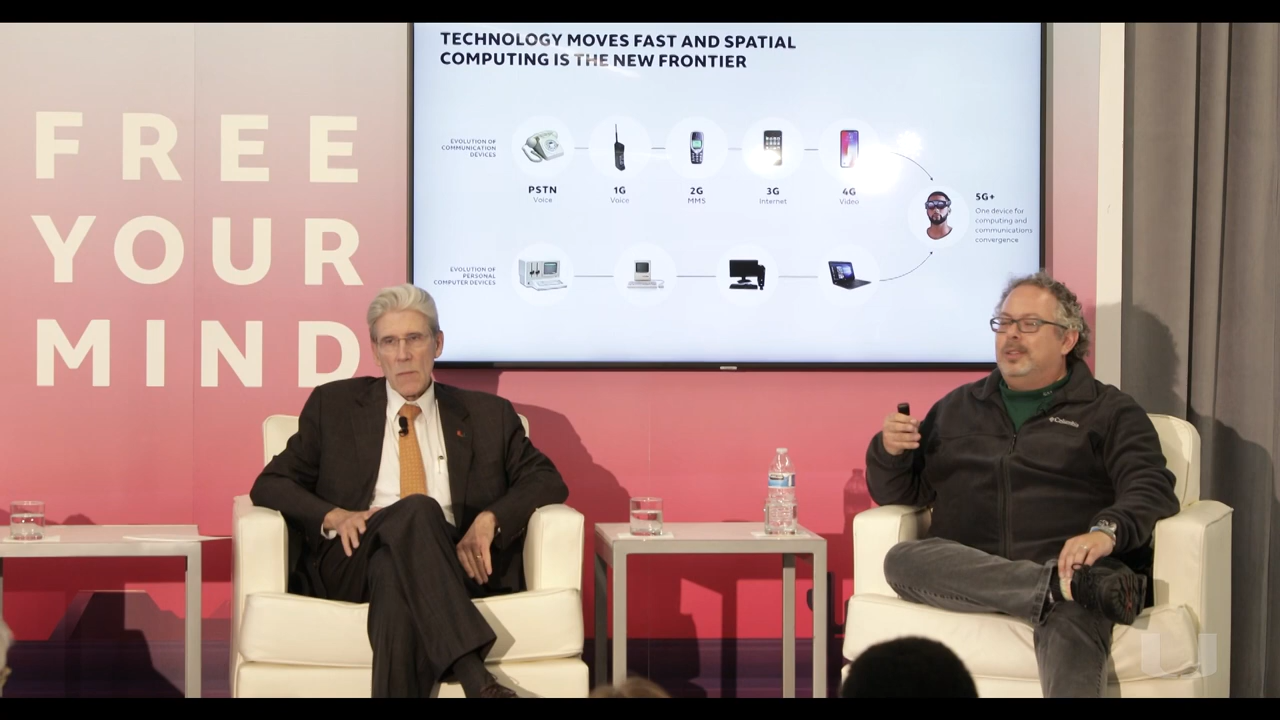 FREE
YOUR
MIND
TECHNOLOGY MOVES FAST AND SPATIAL
COMPUTING IS THE NEW FRONTIER
EVOLUTION OF
COMMUNICATION
DEVICES
PSTN
Voice
1G
Voice
2G
MMS
3G
Internet
4G
Video
5G+
One device for
computing and
communications
convergence
EVOLUTION OF
PERSONAL
COMPUTER DEVICES
Columbia
U